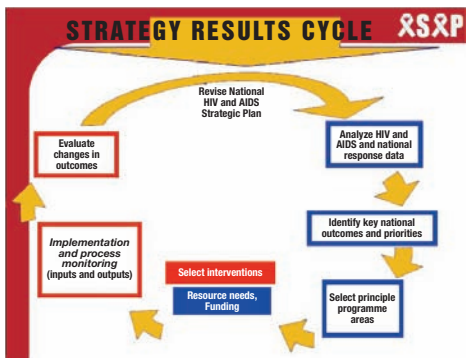 STRATEGY RESULTS CYCLE
ASAP
Revise National
HIV and AIDS
Strategic Plan
Analyze HIV and
AIDS and national
response data
Identify key national
outcomes and priorities
Select principle
programme
areas
Select interventions
Resource needs,
Funding
Implementation
and process
monitoring
(inputs and outputs)
Evaluate
changes in
outcomes